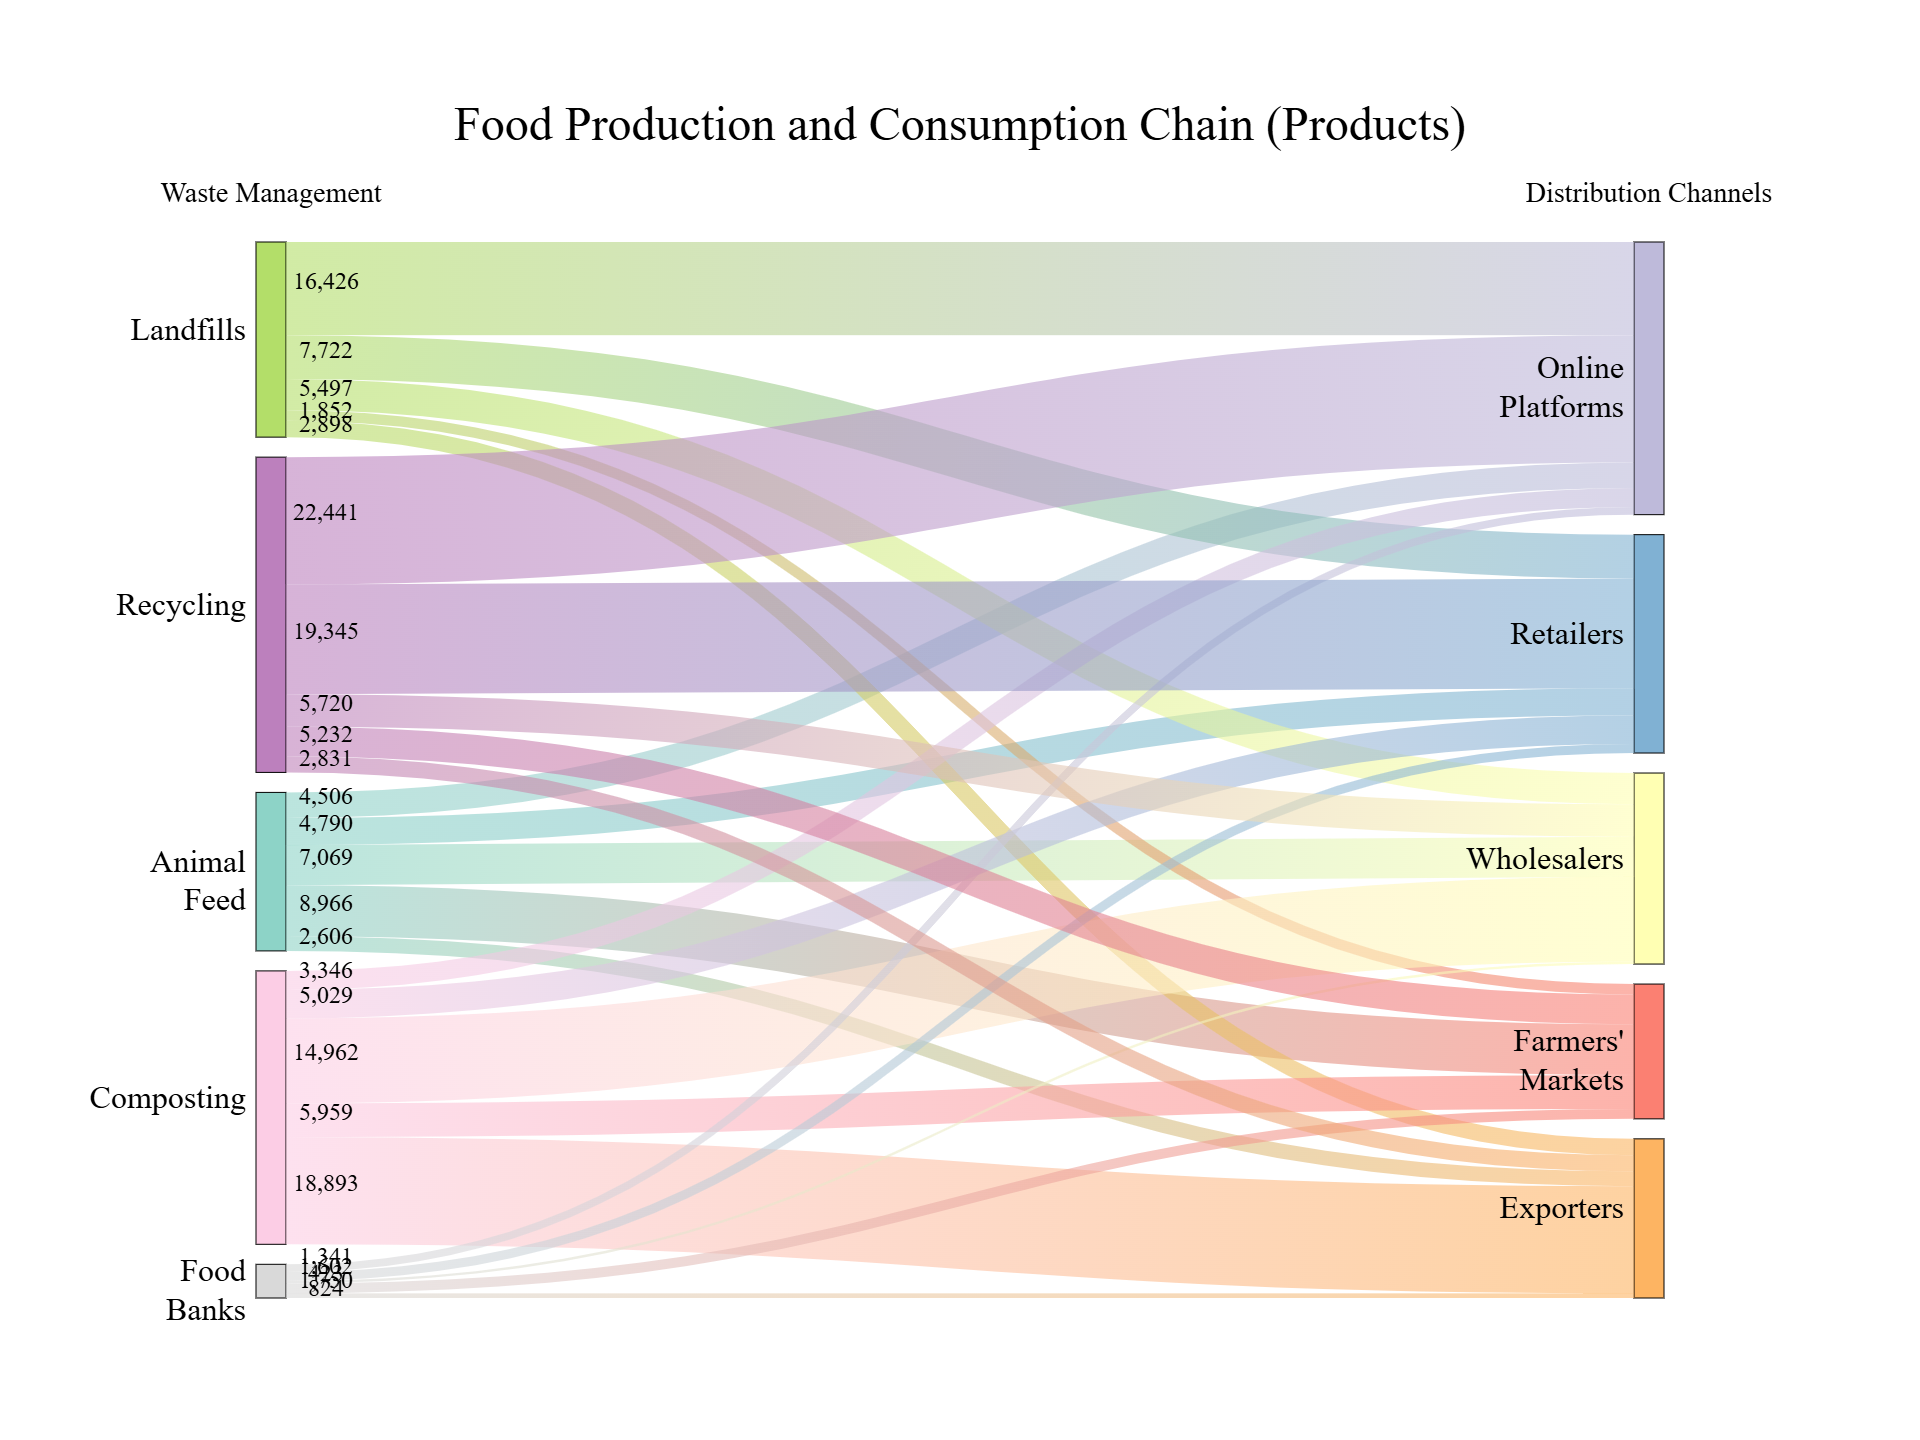 Food Production and Consumption Chain (Products)
Waste Management
Distribution Channels
Landfills
16,426
7,722
5,497
1,852
2,898
Recycling
22,441
19,345
5,720
5,232
2,831
Animal
Feed
4,506
4,790
7,069
8,966
2,606
Composting
3,346
5,029
14,962
5,959
18,893
Food
Banks
1,341
1,602
824
Online
Platforms
Retailers
Wholesalers
Farmers'
Markets
Exporters